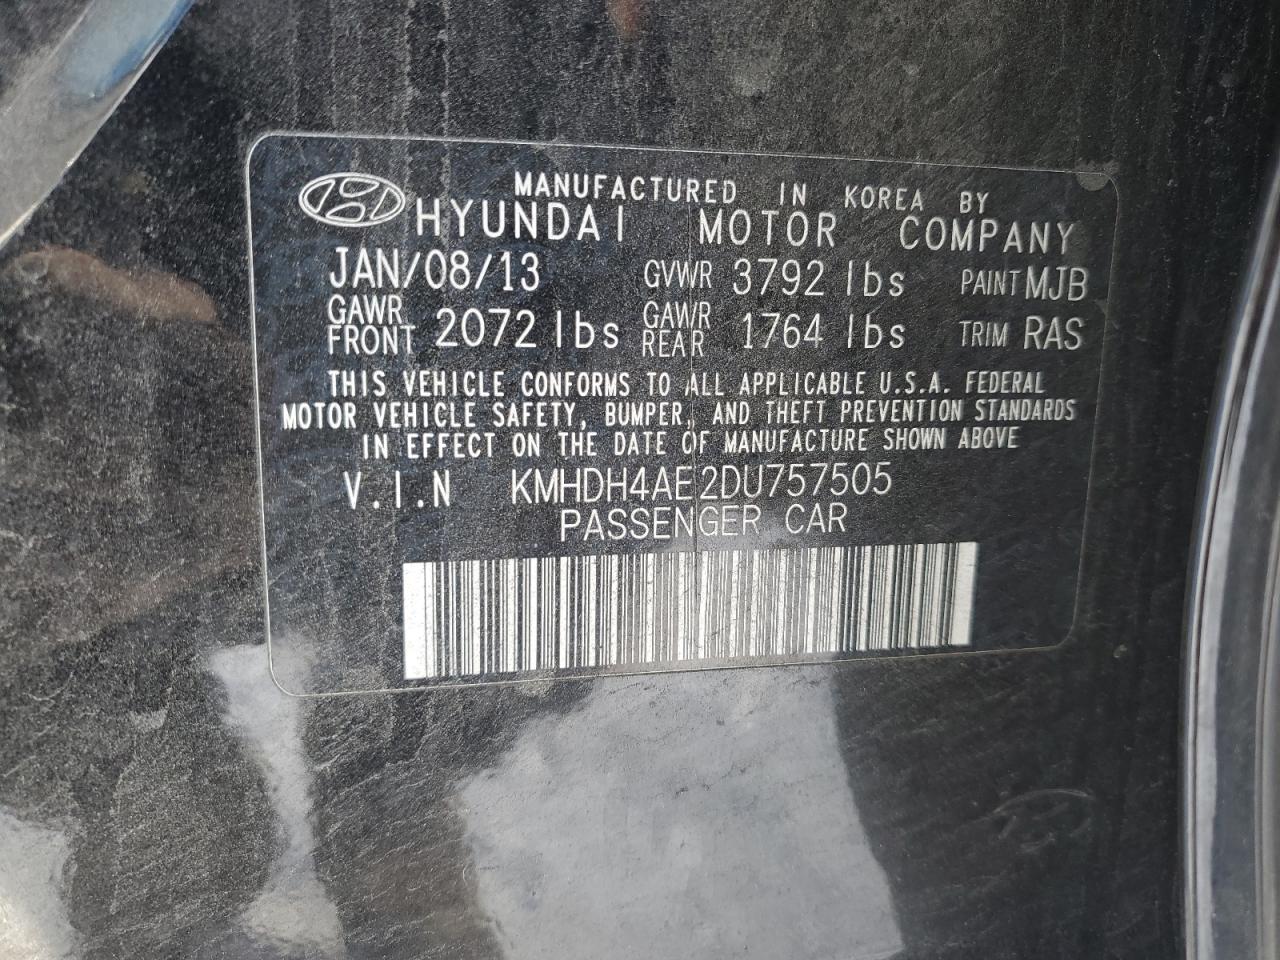 MANUFACTURED IN KOREA BY
HYUNDAI MOTOR COMPANY
JAN/08/13 GVWR 3792 lbs PAINT MJB
GAWR FRONT 2072 lbs GAWR REAR 1764 lbs TRIM RAS
THIS VEHICLE CONFORMS TO ALL APPLICABLE U.S.A. FEDERAL
MOTOR VEHICLE SAFETY, BUMPER, AND THEFT PREVENTION STANDARDS
IN EFFECT ON THE DATE OF MANUFACTURE SHOWN ABOVE
V.I.N KMHDH4AE2DU757505
PASSENGER CAR